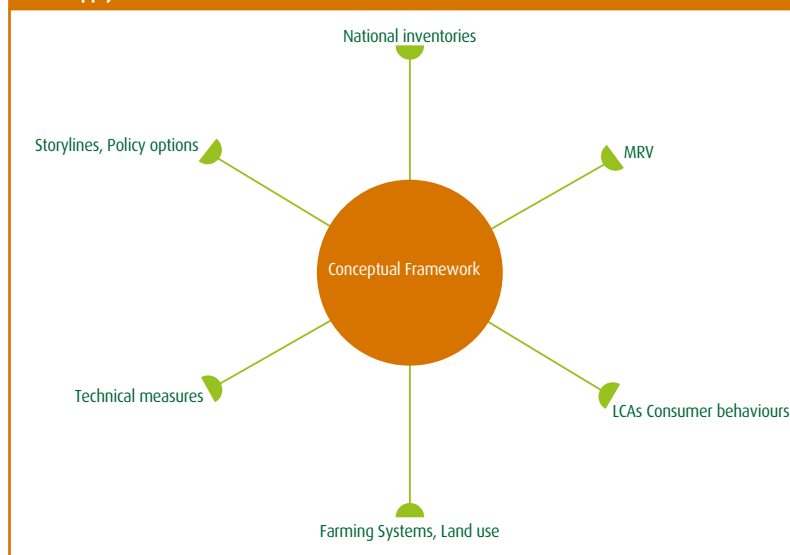 National inventories
Storylines, Policy options
MRV
Conceptual Framework
Technical measures
LCAs Consumer behaviours
Farming Systems, Land use